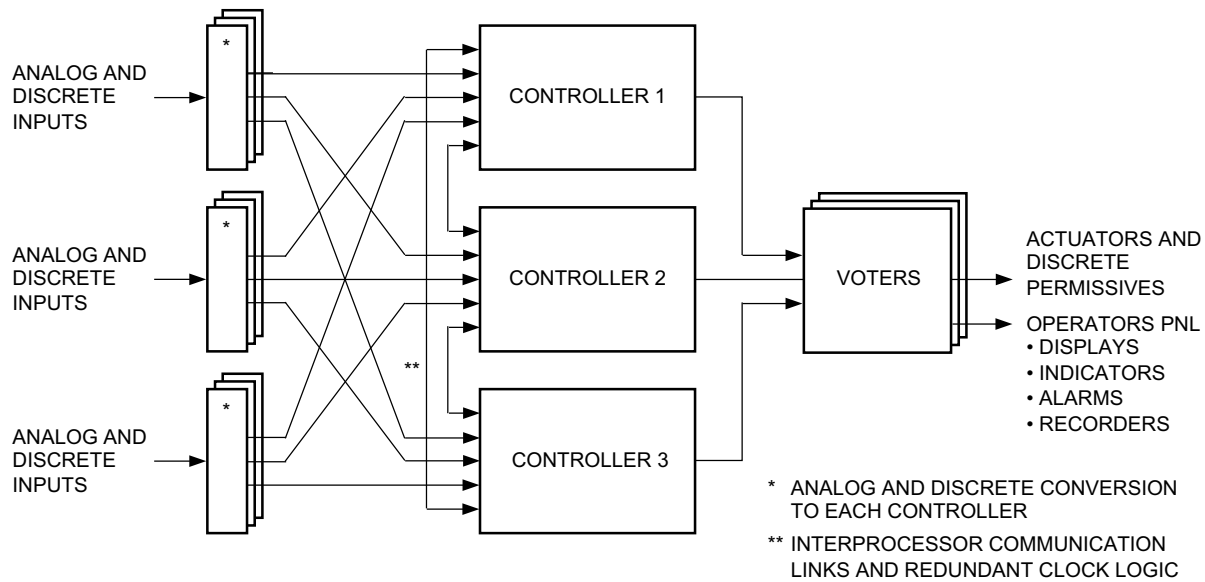 *
ANALOG AND
DISCRETE
INPUTS
CONTROLLER 1
*
ANALOG AND
DISCRETE
INPUTS
CONTROLLER 2
VOTERS
ACTUATORS AND
DISCRETE
PERMISSIVES
OPERATORS PNL
• DISPLAYS
• INDICATORS
• ALARMS
• RECORDERS
**
*
ANALOG AND
DISCRETE
INPUTS
CONTROLLER 3
* ANALOG AND DISCRETE CONVERSION
TO EACH CONTROLLER
** INTERPROCESSOR COMMUNICATION
LINKS AND REDUNDANT CLOCK LOGIC